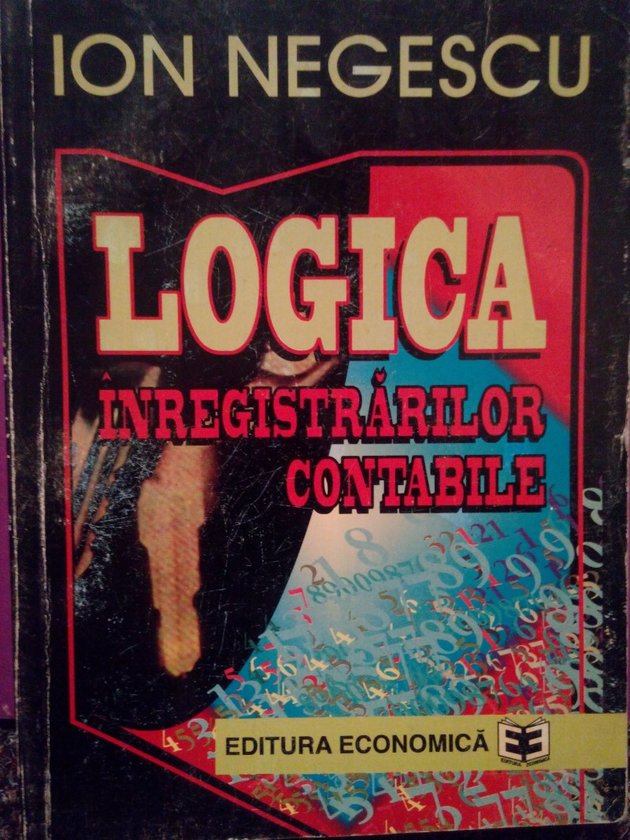 ION NEGESCU
LOGICA
ÎNREGISTRĂRILOR
CONTABILE
EDITURA ECONOMICĂ